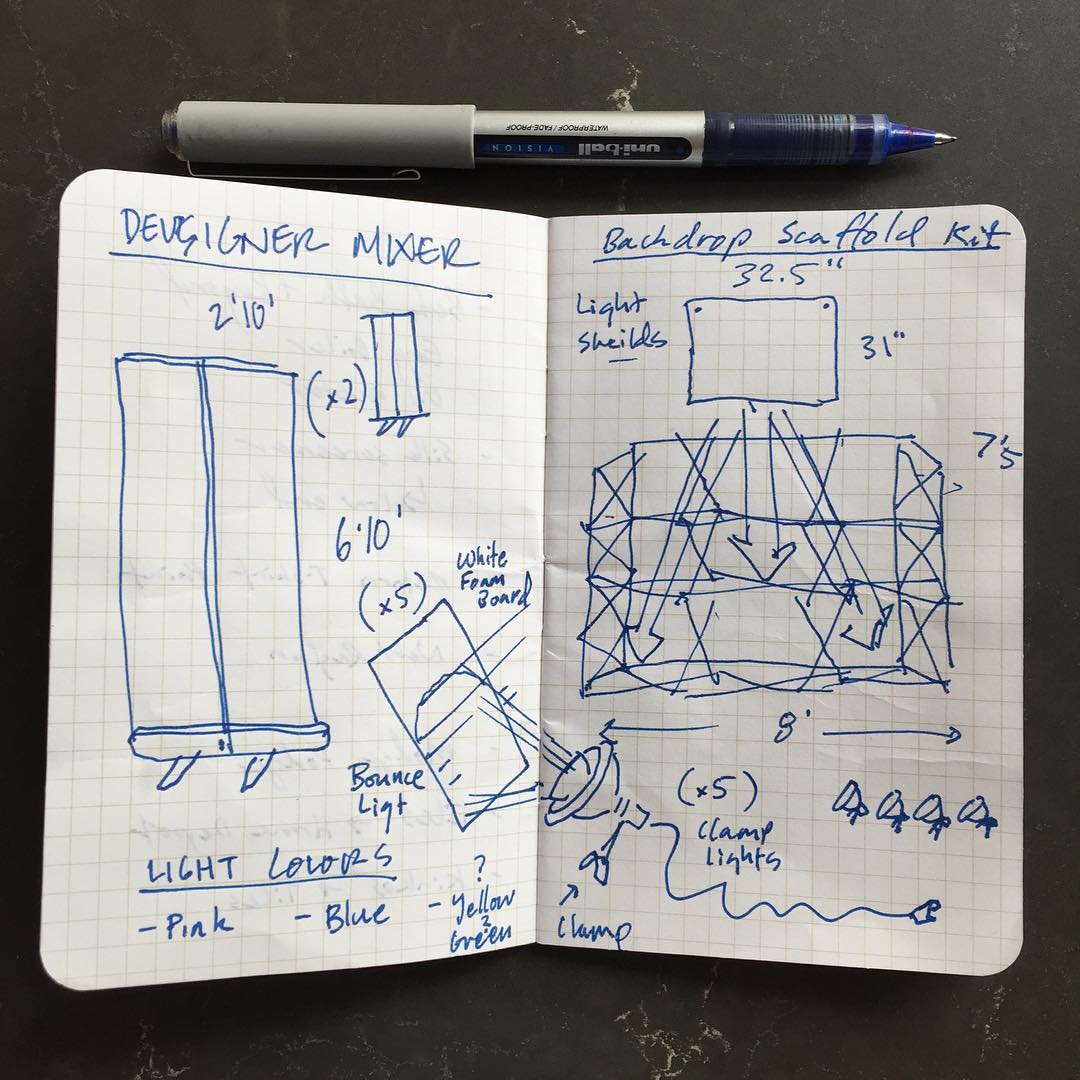 WATERPROOF / FADE-PROOF
uni-ball
VISION
DEVSIGNER MIXER
2'10'
(x2)
6'10'
(x5)
White
Foam
Board
Bounce
Ligt
LIGHT COLORS
- Pink - Blue - Yellow
?
Green
?
Backdrop Scaffold Kit
32.5"
Light
Sheilds
31"
7'5
8'
(x5)
Clamp
Lights
Clamp